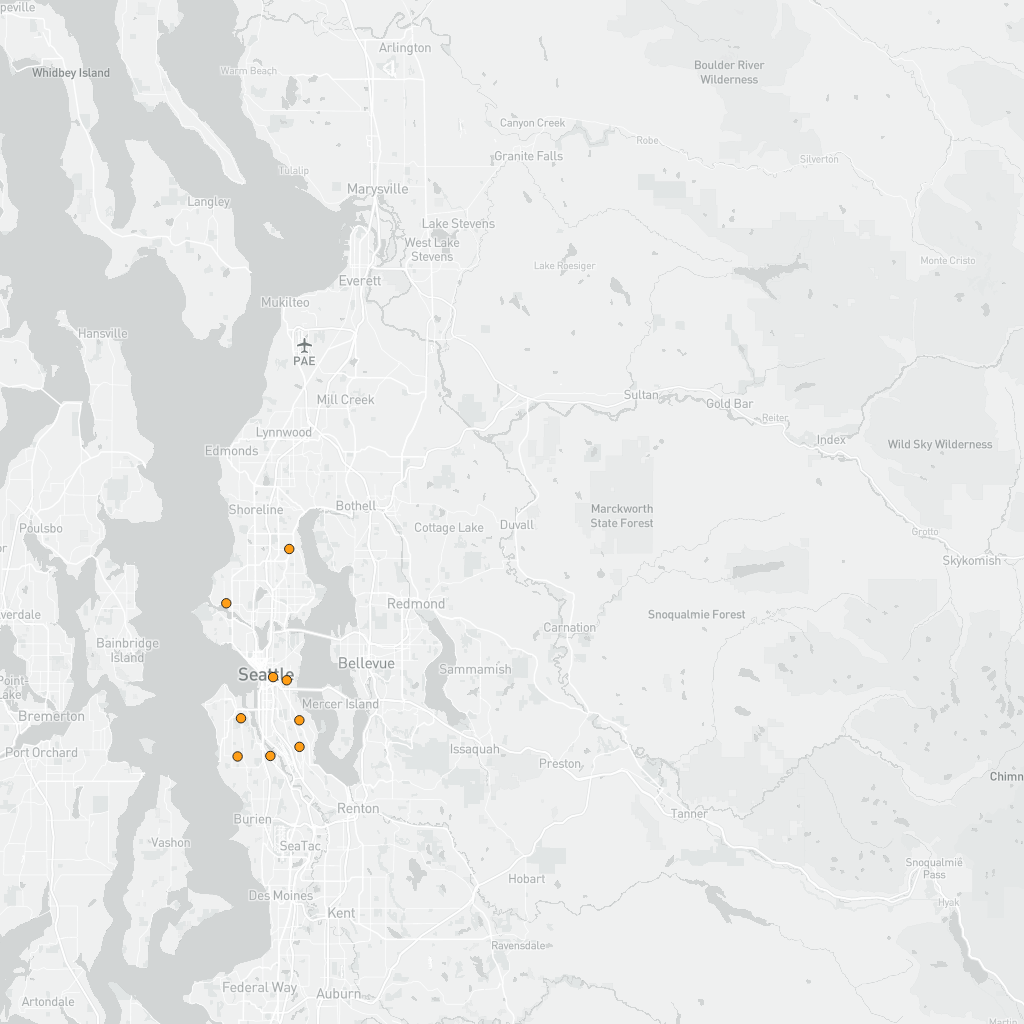 Arlington
Whidbey Island
Warm Beach
Boulder River
Wilderness
Canyon Creek
Robe
Granite Falls
Silverton
Tulalip
Marysville
Langley
Lake Stevens
West Lake
Stevens
Lake Roesiger
Monte Cristo
Everett
Mukilteo
Hansville
PAE
Mill Creek
Sultan
Gold Bar
Reiter
Lynnwood
Index
Wild Sky Wilderness
Edmonds
Bothell
Shoreline
Marckworth
State Forest
Poulsbo
Cottage Lake
Duvall
Grotto
Skykomish
Redmond
Snoqualmie Forest
Carnation
Bainbridge
Island
Bellevue
Sammamish
Seattle
Point-
Lake
Mercer Island
Bremerton
Port Orchard
Issaquah
Preston
Chimn
Renton
Tanner
Burien
Vashon
SeaTac
Snoqualmie
Pass
Hobart
Des Moines
Hyak
Kent
Ravensdale
Federal Way
Auburn
Artondale
Martin